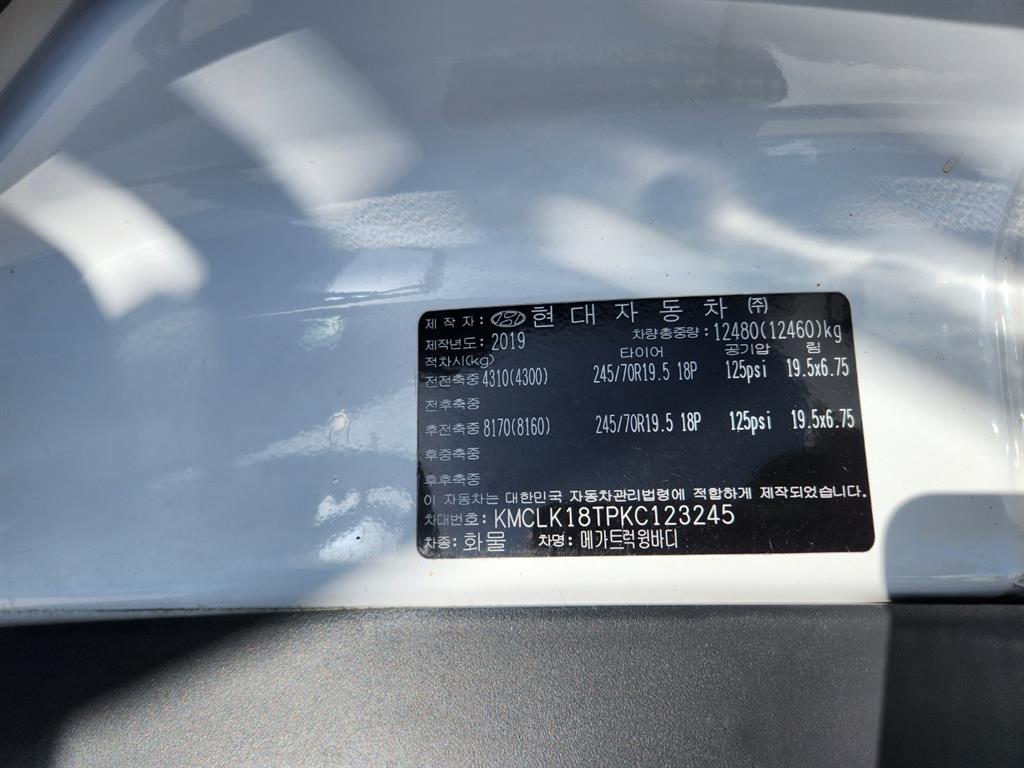 제작자: 현대자동차 ㈜
제작년도: 2019 차량총중량: 12480(12460)kg
적차시(kg) 타이어 공기압 림
전전축중 4310(4300) 245/70R19.5 18P 125psi 19.5x6.75
전후축중
후전축중 8170(8160) 245/70R19.5 18P 125psi 19.5x6.75
후중축중
후후축중
이 자동차는 대한민국 자동차관리법령에 적합하게 제작되었습니다.
차대번호: KMCLK18TPKC123245
차종: 화물 차명: 메가트럭윙바디